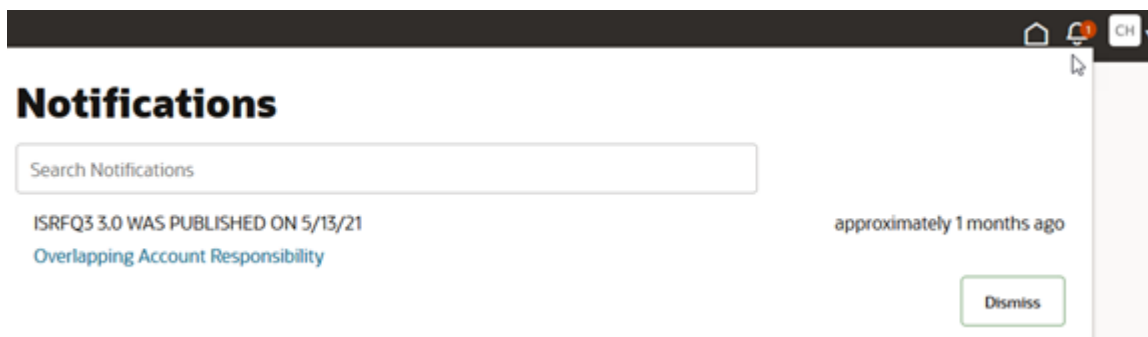 1
CH
Notifications
Search Notifications
ISRFQ3 3.0 WAS PUBLISHED ON 5/13/21
approximately 1 months ago
Overlapping Account Responsibility
Dismiss